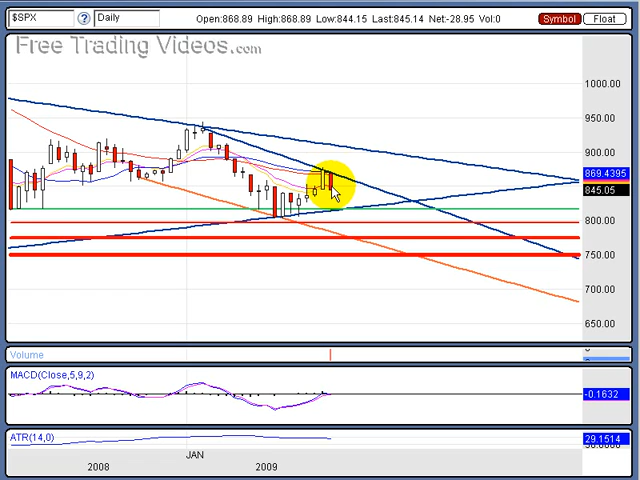 $SPX ? Daily Open:868.89 High:868.89 Low:844.15 Last:845.14 Net:-28.95 Vol:0 Symbol Float
Free Trading Videos.com
1000.00
950.00
900.00
869.4395
845.05
800.00
750.00
700.00
650.00
Volume
MACD(Close,5,9,2)
-0.1632
ATR(14,0)
29.1514
JAN
2008 2009